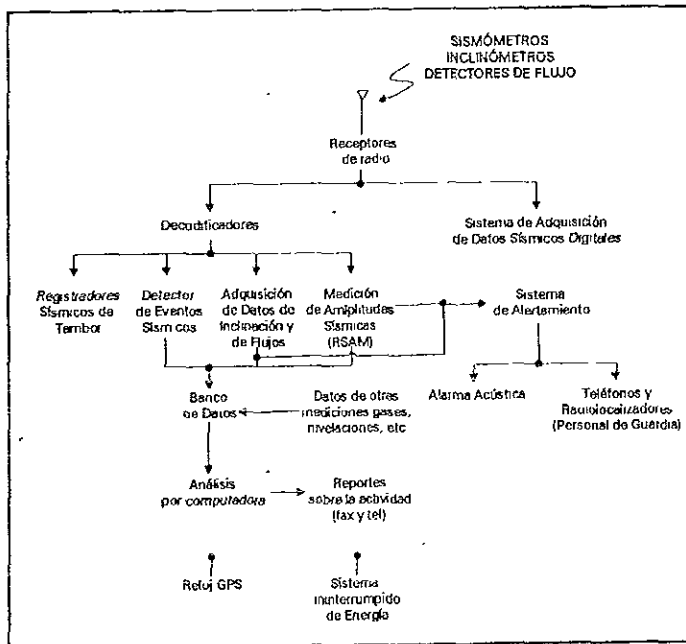 SISMÓMETROS
INCLINÓMETROS
DETECTORES DE FLUJO
Receptores
de radio
Decodificadores
Sistema de Adquisición
de Datos Sísmicos Digitales
Registradores
Sísmicos de
Tambor
Detector
de Eventos
Sísmicos
Adquisición
de Datos de
Inclinación y
de Flujos
Medición
de Amplitudes
Sísmicas
(RSAM)
Sistema
de Alertamiento
Banco
de Datos
Datos de otras
mediciones gases,
nivelaciones, etc
Alarma Acústica
Teléfonos y
Radiolocalizadores
(Personal de Guardia)
Análisis
por computadora
Reportes
sobre la actividad
(fax y tel)
Reloj GPS
Sistema
ininterrumpido
de Energía